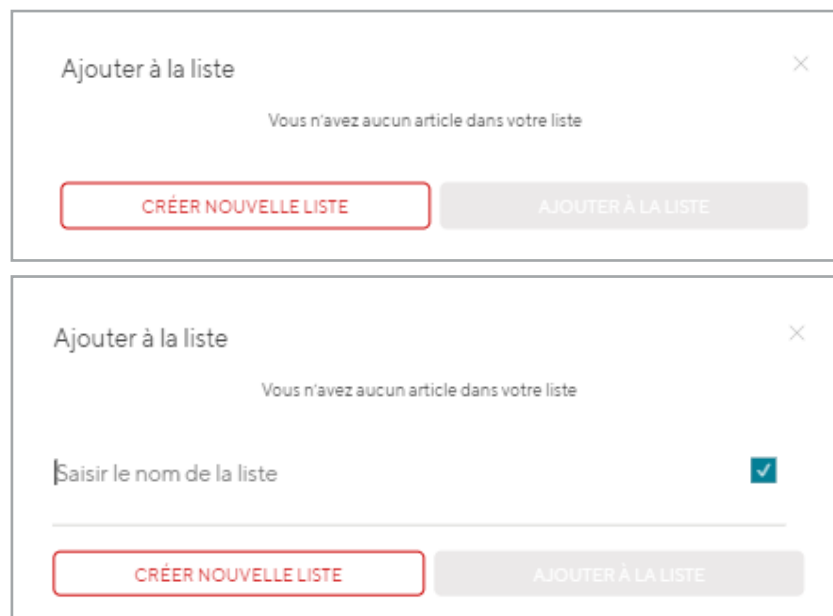 Ajouter à la liste
Vous n'avez aucun article dans votre liste
CRÉER NOUVELLE LISTE AJOUTER À LA LISTE
Ajouter à la liste
Vous n'avez aucun article dans votre liste
Saisir le nom de la liste
CRÉER NOUVELLE LISTE AJOUTER À LA LISTE